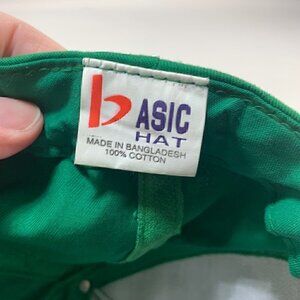 bASIC
HAT
MADE IN BANGLADESH
100% COTTON